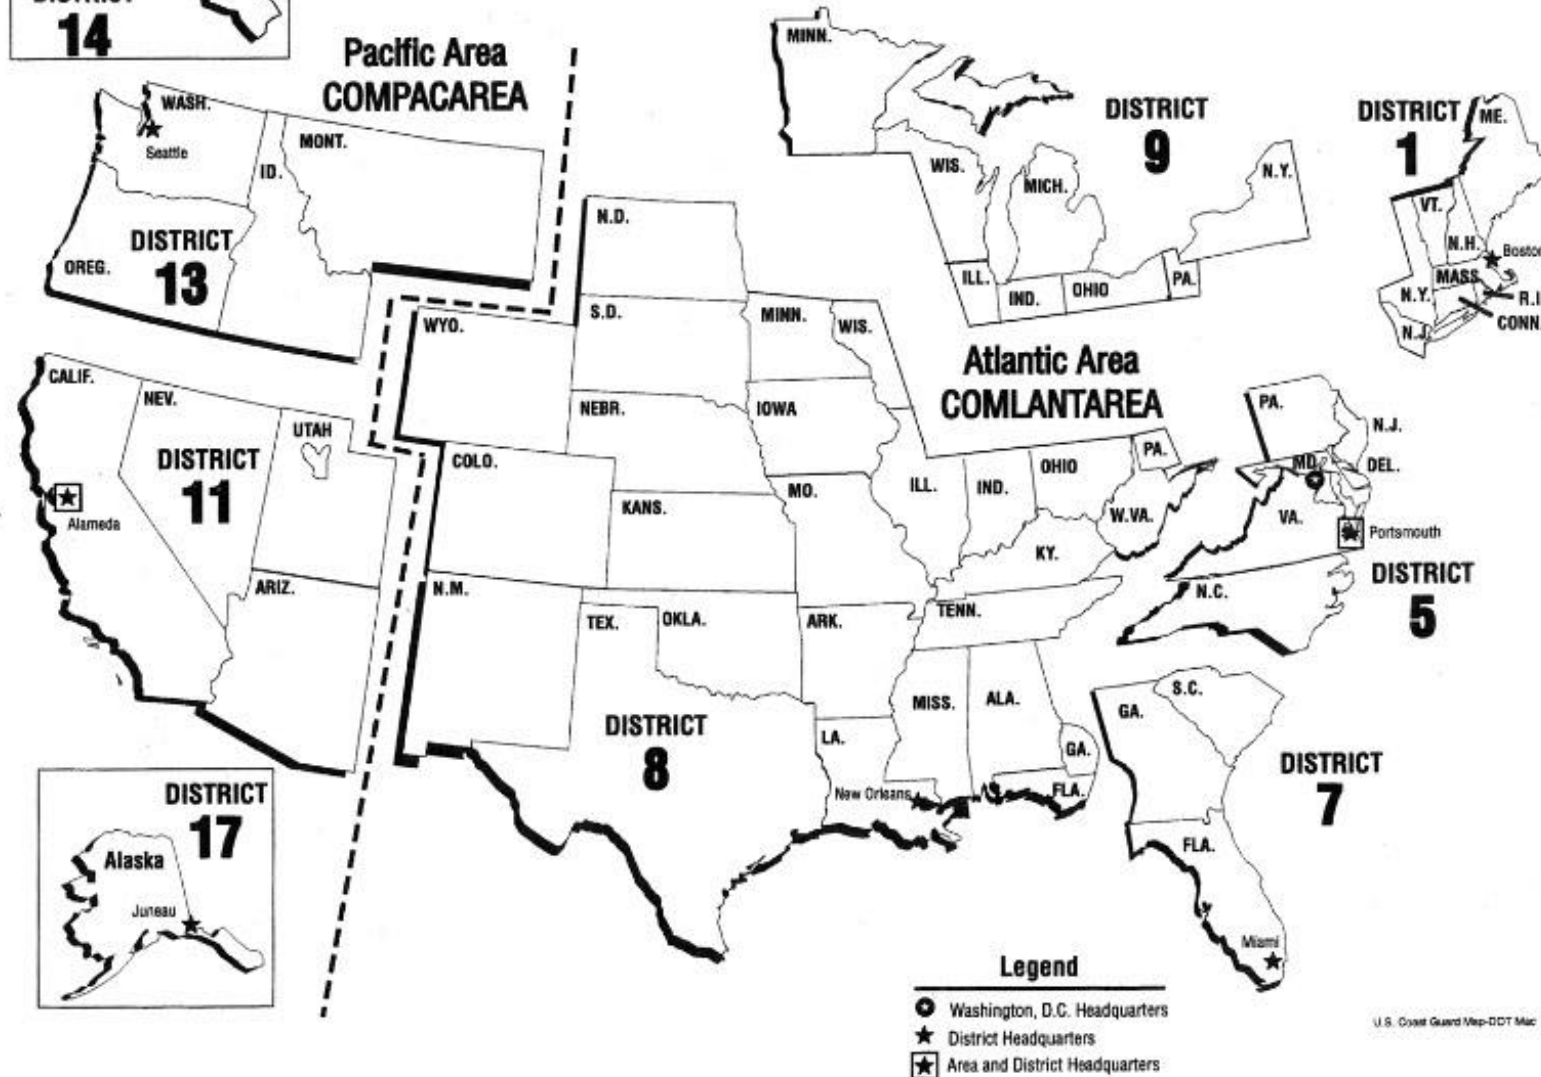 14
Pacific Area
COMPACAREA
WASH.
Seattle
MONT.
ID.
DISTRICT
13
OREG.
CALIF.
NEV.
UTAH
DISTRICT
11
Alameda
ARIZ.
DISTRICT
17
Alaska
Juneau
MINN.
WIS.
MICH.
DISTRICT
9
N.Y.
ILL.
IND.
OHIO
PA.
DISTRICT
1
ME.
VT.
N.H.
Boston
MASS.
N.Y.
R.I.
CONN.
N.J.
Atlantic Area
COMLANTAREA
N.D.
S.D.
MINN.
WIS.
WYO.
NEBR.
IOWA
COLO.
KANS.
MO.
ILL.
IND.
OHIO
PA.
W.VA.
KY.
N.M.
TEX.
OKLA.
ARK.
TENN.
MISS.
ALA.
GA.
LA.
FLA.
New Orleans
DISTRICT
8
PA.
N.J.
MD.
DEL.
VA.
Portsmouth
DISTRICT
5
N.C.
S.C.
GA.
DISTRICT
7
FLA.
Miami
Legend
Washington, D.C. Headquarters
District Headquarters
Area and District Headquarters
U.S. Coast Guard Map-DDT Mac